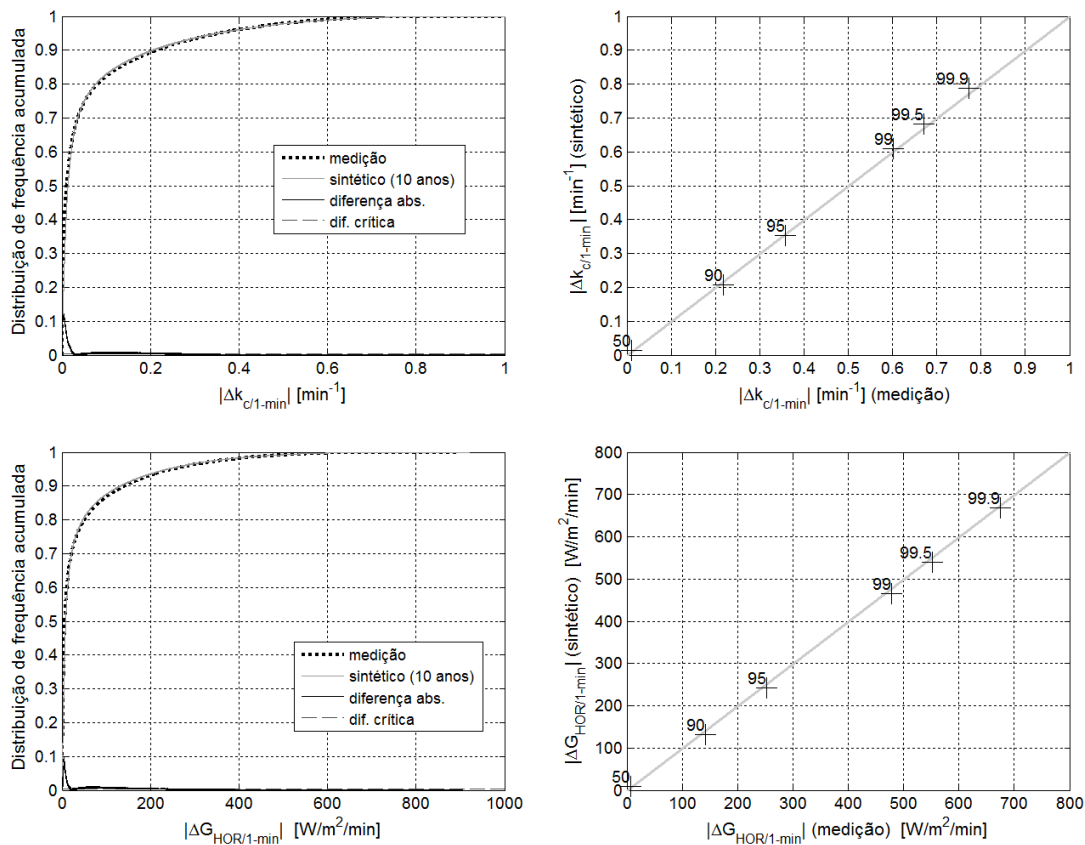 Distribuição de frequência acumulada
1
0.9
0.8
0.7
0.6
0.5
0.4
0.3
0.2
0.1
0
0 0.2 0.4 0.6 0.8 1
|Δk_c/1-min| [min⁻¹]
medição
sintético (10 anos)
diferença abs.
dif. crítica
|Δk_c/1-min| [min⁻¹] (sintético)
1
0.9
0.8
0.7
0.6
0.5
0.4
0.3
0.2
0.1
0
0 0.1 0.2 0.3 0.4 0.5 0.6 0.7 0.8 0.9 1
|Δk_c/1-min| [min⁻¹] (medição)
99.9
99.5
99
95
90
50
Distribuição de frequência acumulada
1
0.9
0.8
0.7
0.6
0.5
0.4
0.3
0.2
0.1
0
0 200 400 600 800 1000
|ΔG_HOR/1-min| [W/m²/min]
medição
sintético (10 anos)
diferença abs.
dif. crítica
|ΔG_HOR/1-min| (sintético) [W/m²/min]
800
700
600
500
400
300
200
100
0
0 100 200 300 400 500 600 700 800
|ΔG_HOR/1-min| (medição) [W/m²/min]
99.9
99.5
99
95
90
50